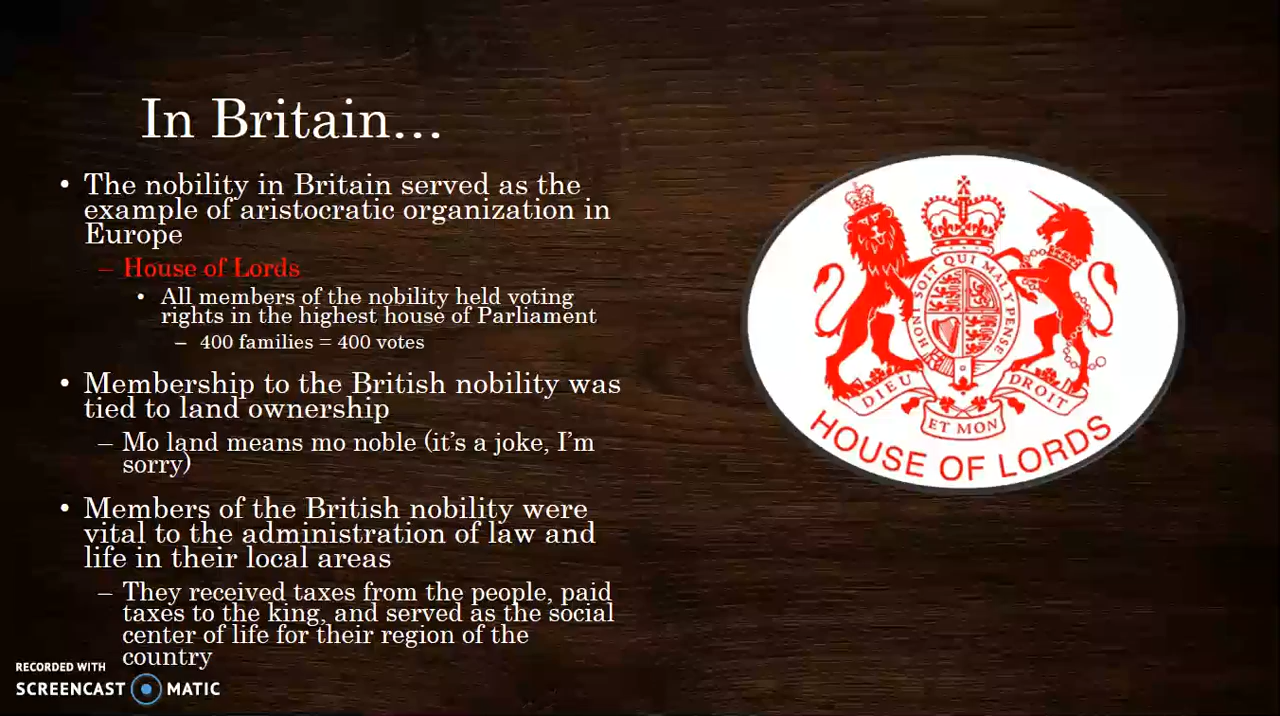 In Britain…
• The nobility in Britain served as the
example of aristocratic organization in
Europe
– House of Lords
• All members of the nobility held voting
rights in the highest house of Parliament
– 400 families = 400 votes
• Membership to the British nobility was
tied to land ownership
– Mo land means mo noble (it's a joke, I'm
sorry)
• Members of the British nobility were
vital to the administration of law and
life in their local areas
– They received taxes from the people, paid
taxes to the king, and served as the social
center of life for their region of the
country
HONI SOIT QUI MAL Y PENSE
DIEU ET MON DROIT
HOUSE OF LORDS
RECORDED WITH
SCREENCAST MATIC